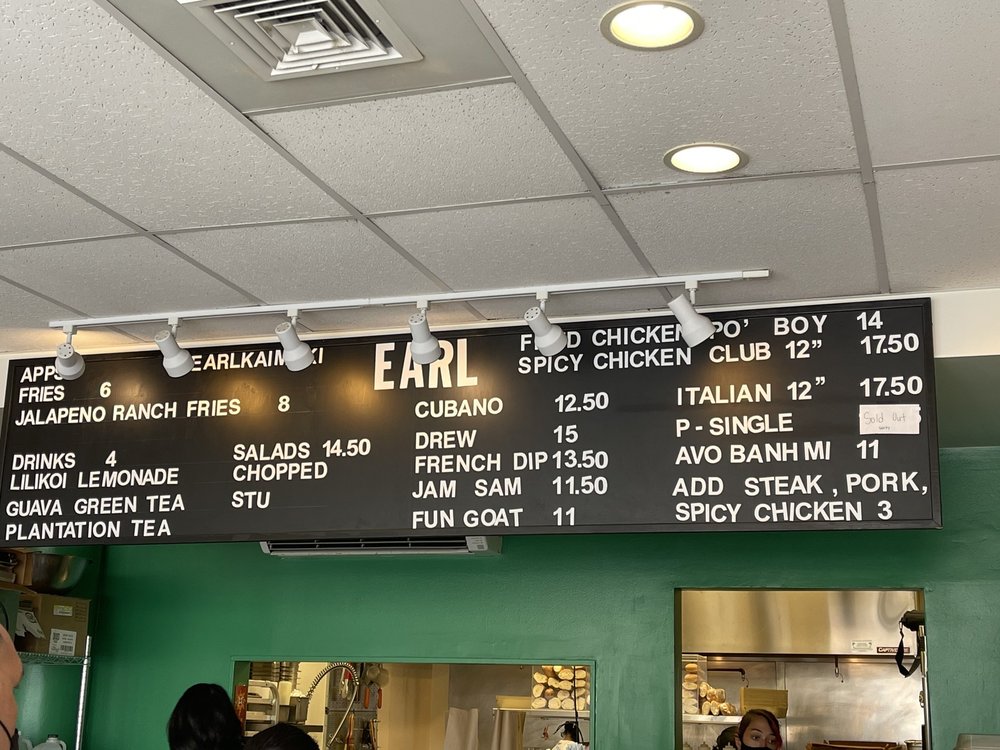 APPS
FRIES 6
JALAPENO RANCH FRIES 8
DRINKS 4
LILIKOI LEMONADE
GUAVA GREEN TEA
PLANTATION TEA
SALADS 14.50
CHOPPED
STU
EARL
CUBANO 12.50
DREW 15
FRENCH DIP 13.50
JAM SAM 11.50
FUN GOAT 11
CHICKEN PO' BOY 14
SPICY CHICKEN CLUB 12" 17.50
ITALIAN 12" 17.50
P-SINGLE Sold Out
AVO BANH MI 11
ADD STEAK, PORK,
SPICY CHICKEN 3